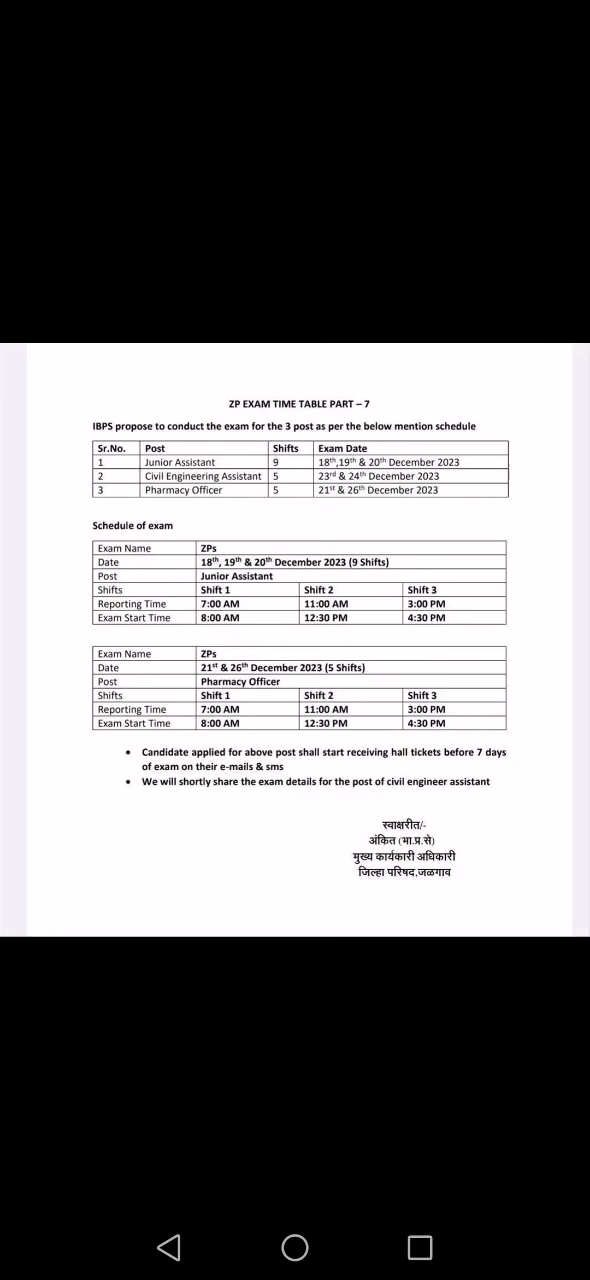 ZP EXAM TIME TABLE PART – 7
IBPS propose to conduct the exam for the 3 post as per the below mention schedule
Sr.No. Post Shifts Exam Date
1 Junior Assistant 9 18th,19th & 20th December 2023
2 Civil Engineering Assistant 5 23rd & 24th December 2023
3 Pharmacy Officer 5 21st & 26th December 2023
Schedule of exam
Exam Name ZPs
Date 18th, 19th & 20th December 2023 (9 Shifts)
Post Junior Assistant
Shifts Shift 1 Shift 2 Shift 3
Reporting Time 7:00 AM 11:00 AM 3:00 PM
Exam Start Time 8:00 AM 12:30 PM 4:30 PM
Exam Name ZPs
Date 21st & 26th December 2023 (5 Shifts)
Post Pharmacy Officer
Shifts Shift 1 Shift 2 Shift 3
Reporting Time 7:00 AM 11:00 AM 3:00 PM
Exam Start Time 8:00 AM 12:30 PM 4:30 PM
• Candidate applied for above post shall start receiving hall tickets before 7 days
of exam on their e-mails & sms
• We will shortly share the exam details for the post of civil engineer assistant
स्वाक्षरीत/-
अंकित (भा.प्र.से)
मुख्य कार्यकारी अधिकारी
जिल्हा परिषद,जळगाव